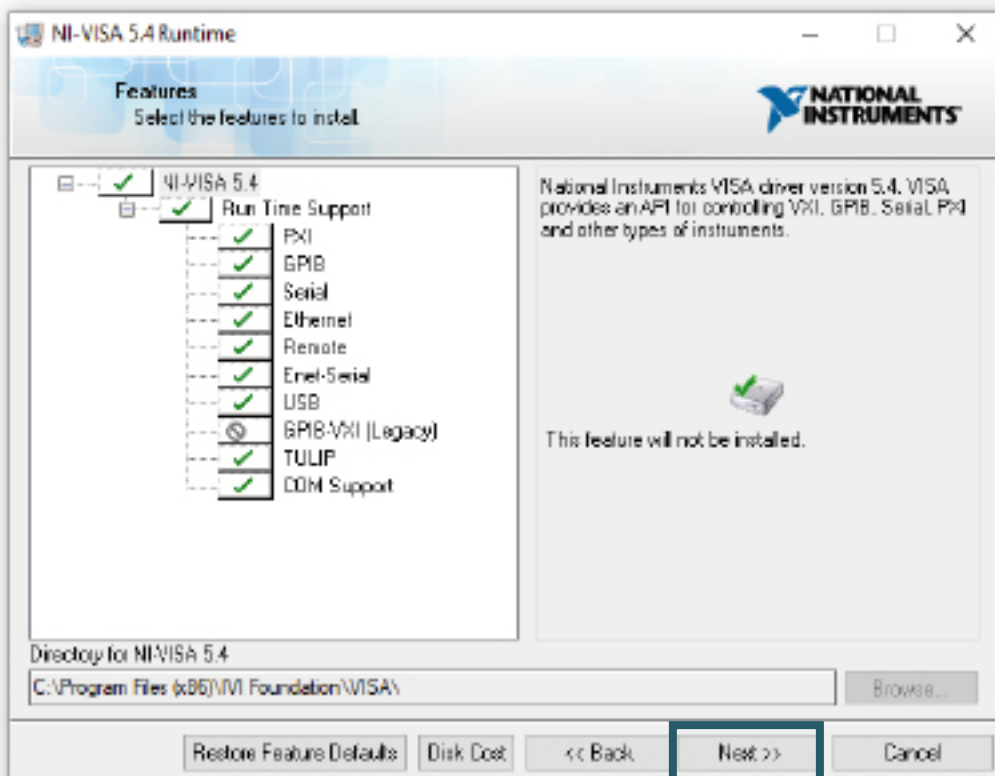 NI-VISA 5.4 Runtime
Features
Select the features to install.
NATIONAL
INSTRUMENTS
NI-VISA 5.4
Run Time Support
PXI
GPIB
Serial
Ethernet
Remote
Enet-Serial
USB
GPIB-VXI (Legacy)
TULIP
COM Support
National Instruments VISA driver version 5.4. VISA
provides an API for controlling VXI, GPIB, Serial, PXI
and other types of instruments.
This feature will not be installed.
Directory for NI-VISA 5.4
C:\Program Files (x86)\IVI Foundation\VISA\
Browse...
Restore Feature Defaults
Disk Cost
<< Back
Next >>
Cancel